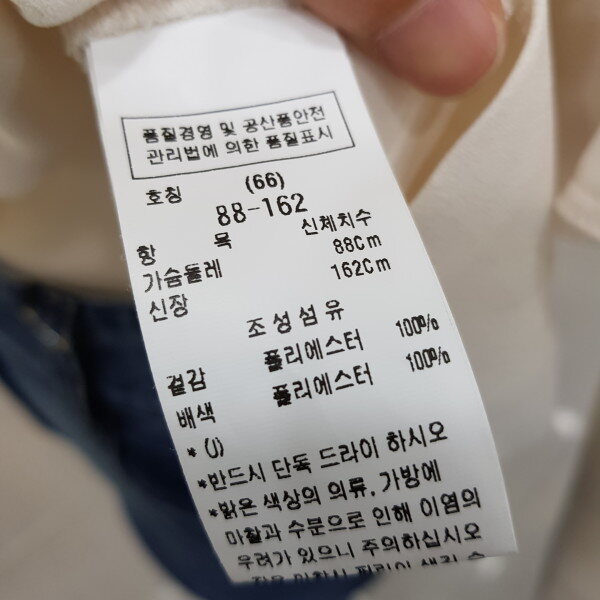 품질경영 및 공산품안전
관리법에 의한 품질표시
호칭 (66)
88-162
항 목 신체치수
가슴둘레 88Cm
신장 162Cm
조성섬유
겉감 폴리에스터 100%
배색 폴리에스터 100%
* (J)
*반드시 단독 드라이 하시오
*밝은 색상의 의류, 가방에
마찰과 수분으로 인해 이염의
우려가 있으니 주의하십시오